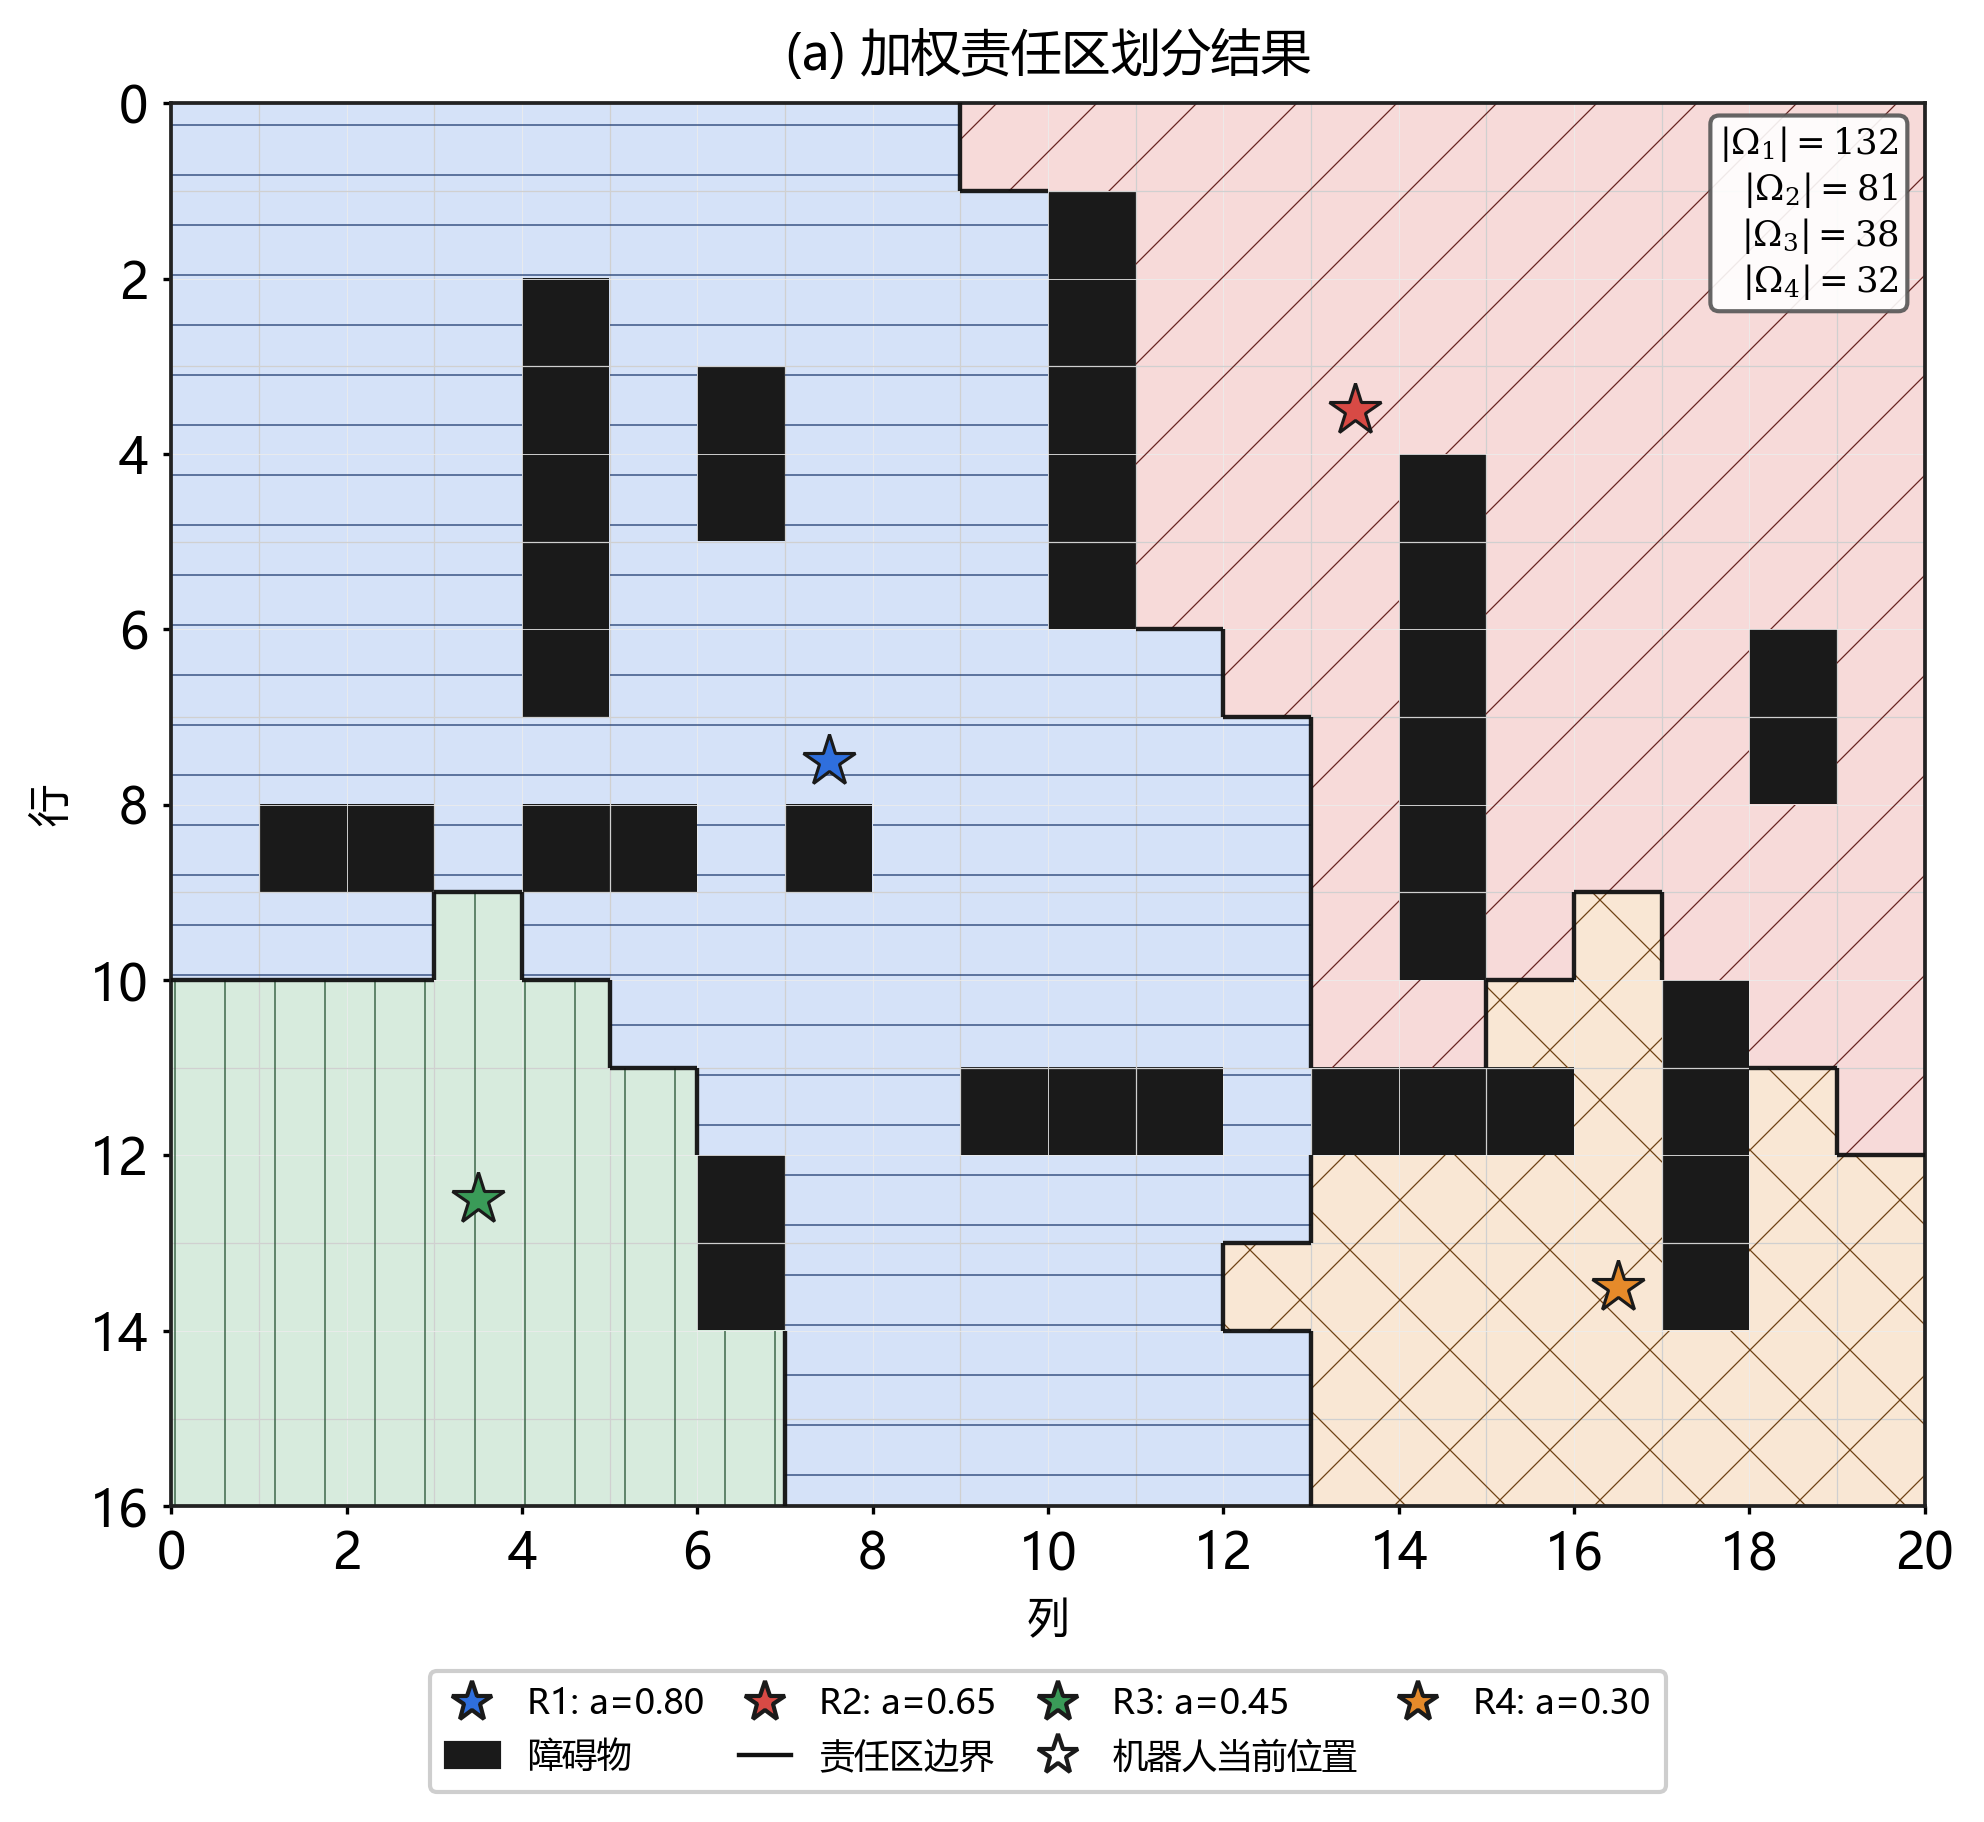 (a) 加权责任区划分结果
|Ω₁| = 132
|Ω₂| = 81
|Ω₃| = 38
|Ω₄| = 32
0
2
4
6
8
10
12
14
16
行
0 2 4 6 8 10 12 14 16 18 20
列
R1: a=0.80 R2: a=0.65 R3: a=0.45 R4: a=0.30
障碍物 责任区边界 机器人当前位置